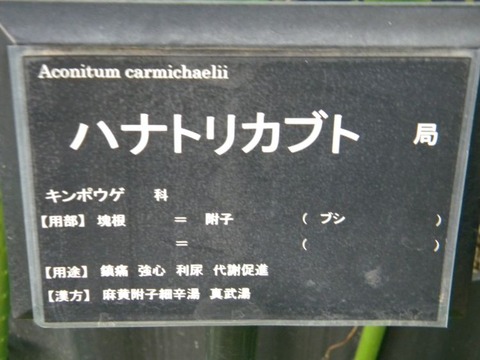 Aconitum carmichaelii
ハナトリカブト 局
キンポウゲ 科
【用部】 塊根 = 附子 ( ブシ )
= ( )
【用途】 鎮痛 強心 利尿 代謝促進
【漢方】 麻黄附子細辛湯 真武湯